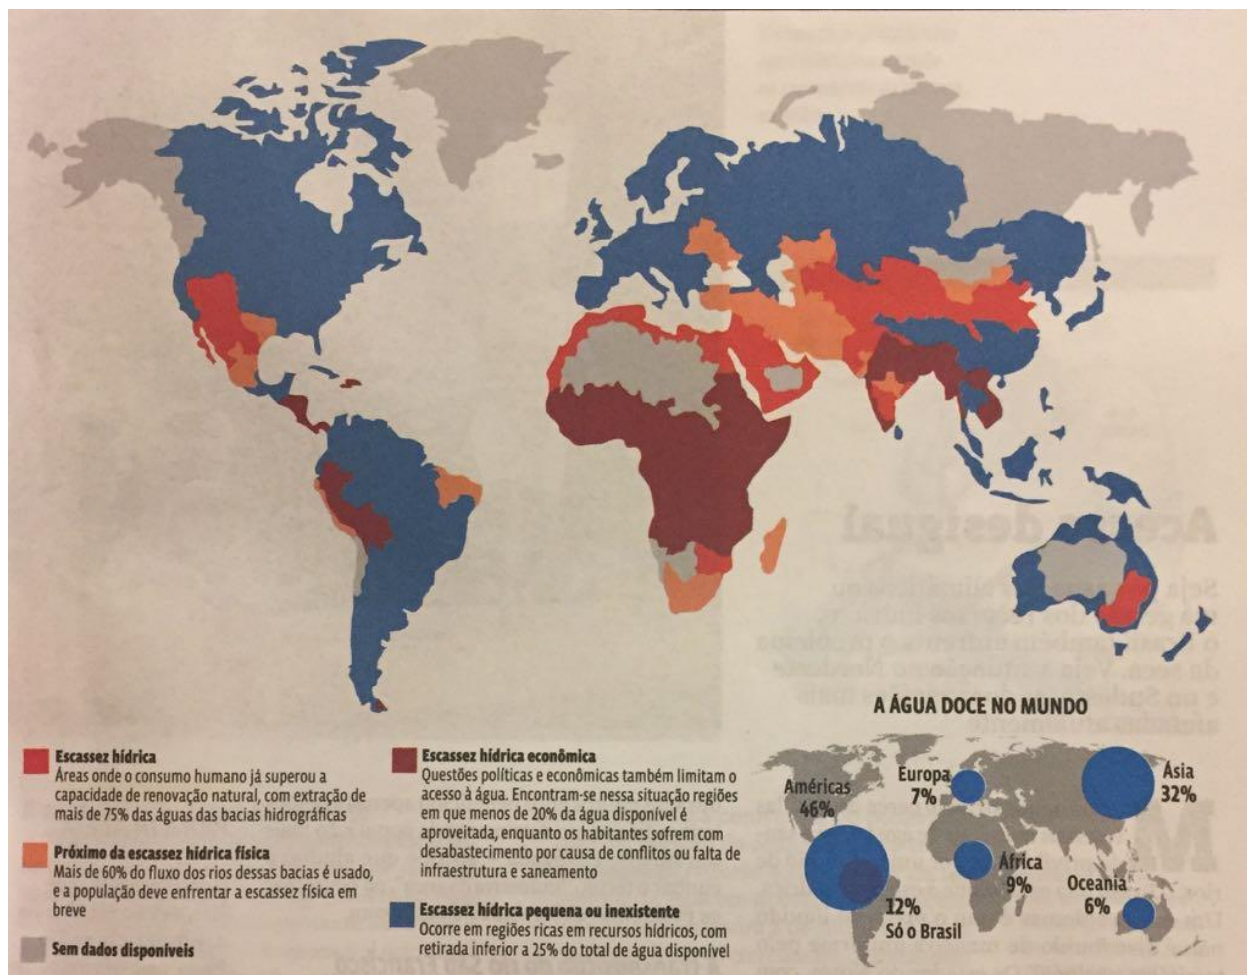 A ÁGUA DOCE NO MUNDO
Escassez hídrica
Áreas onde o consumo humano já superou a
capacidade de renovação natural, com extração de
mais de 75% das águas das bacias hidrográficas
Próximo da escassez hídrica física
Mais de 60% do fluxo dos rios dessas bacias é usado,
e a população deve enfrentar a escassez física em
breve
Sem dados disponíveis
Escassez hídrica econômica
Questões políticas e econômicas também limitam o
acesso à água. Encontram-se nessa situação regiões
em que menos de 20% da água disponível é
aproveitada, enquanto os habitantes sofrem com
desabastecimento por causa de conflitos ou falta de
infraestrutura e saneamento
Escassez hídrica pequena ou inexistente
Ocorre em regiões ricas em recursos hídricos, com
retirada inferior a 25% do total de água disponível
Américas
46%
Europa
7%
Ásia
32%
África
9%
Oceania
6%
12%
Só o Brasil